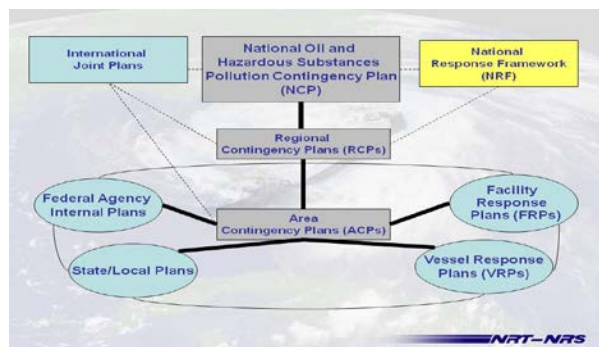 International
Joint Plans
National Oil and
Hazardous Substances
Pollution Contingency Plan
(NCP)
National
Response Framework
(NRF)
Regional
Contingency Plans (RCPs)
Federal Agency
Internal Plans
Facility
Response
Plans (FRPs)
Area
Contingency Plans (ACPs)
State/Local Plans
Vessel Response
Plans (VRPs)
NRT–NRS